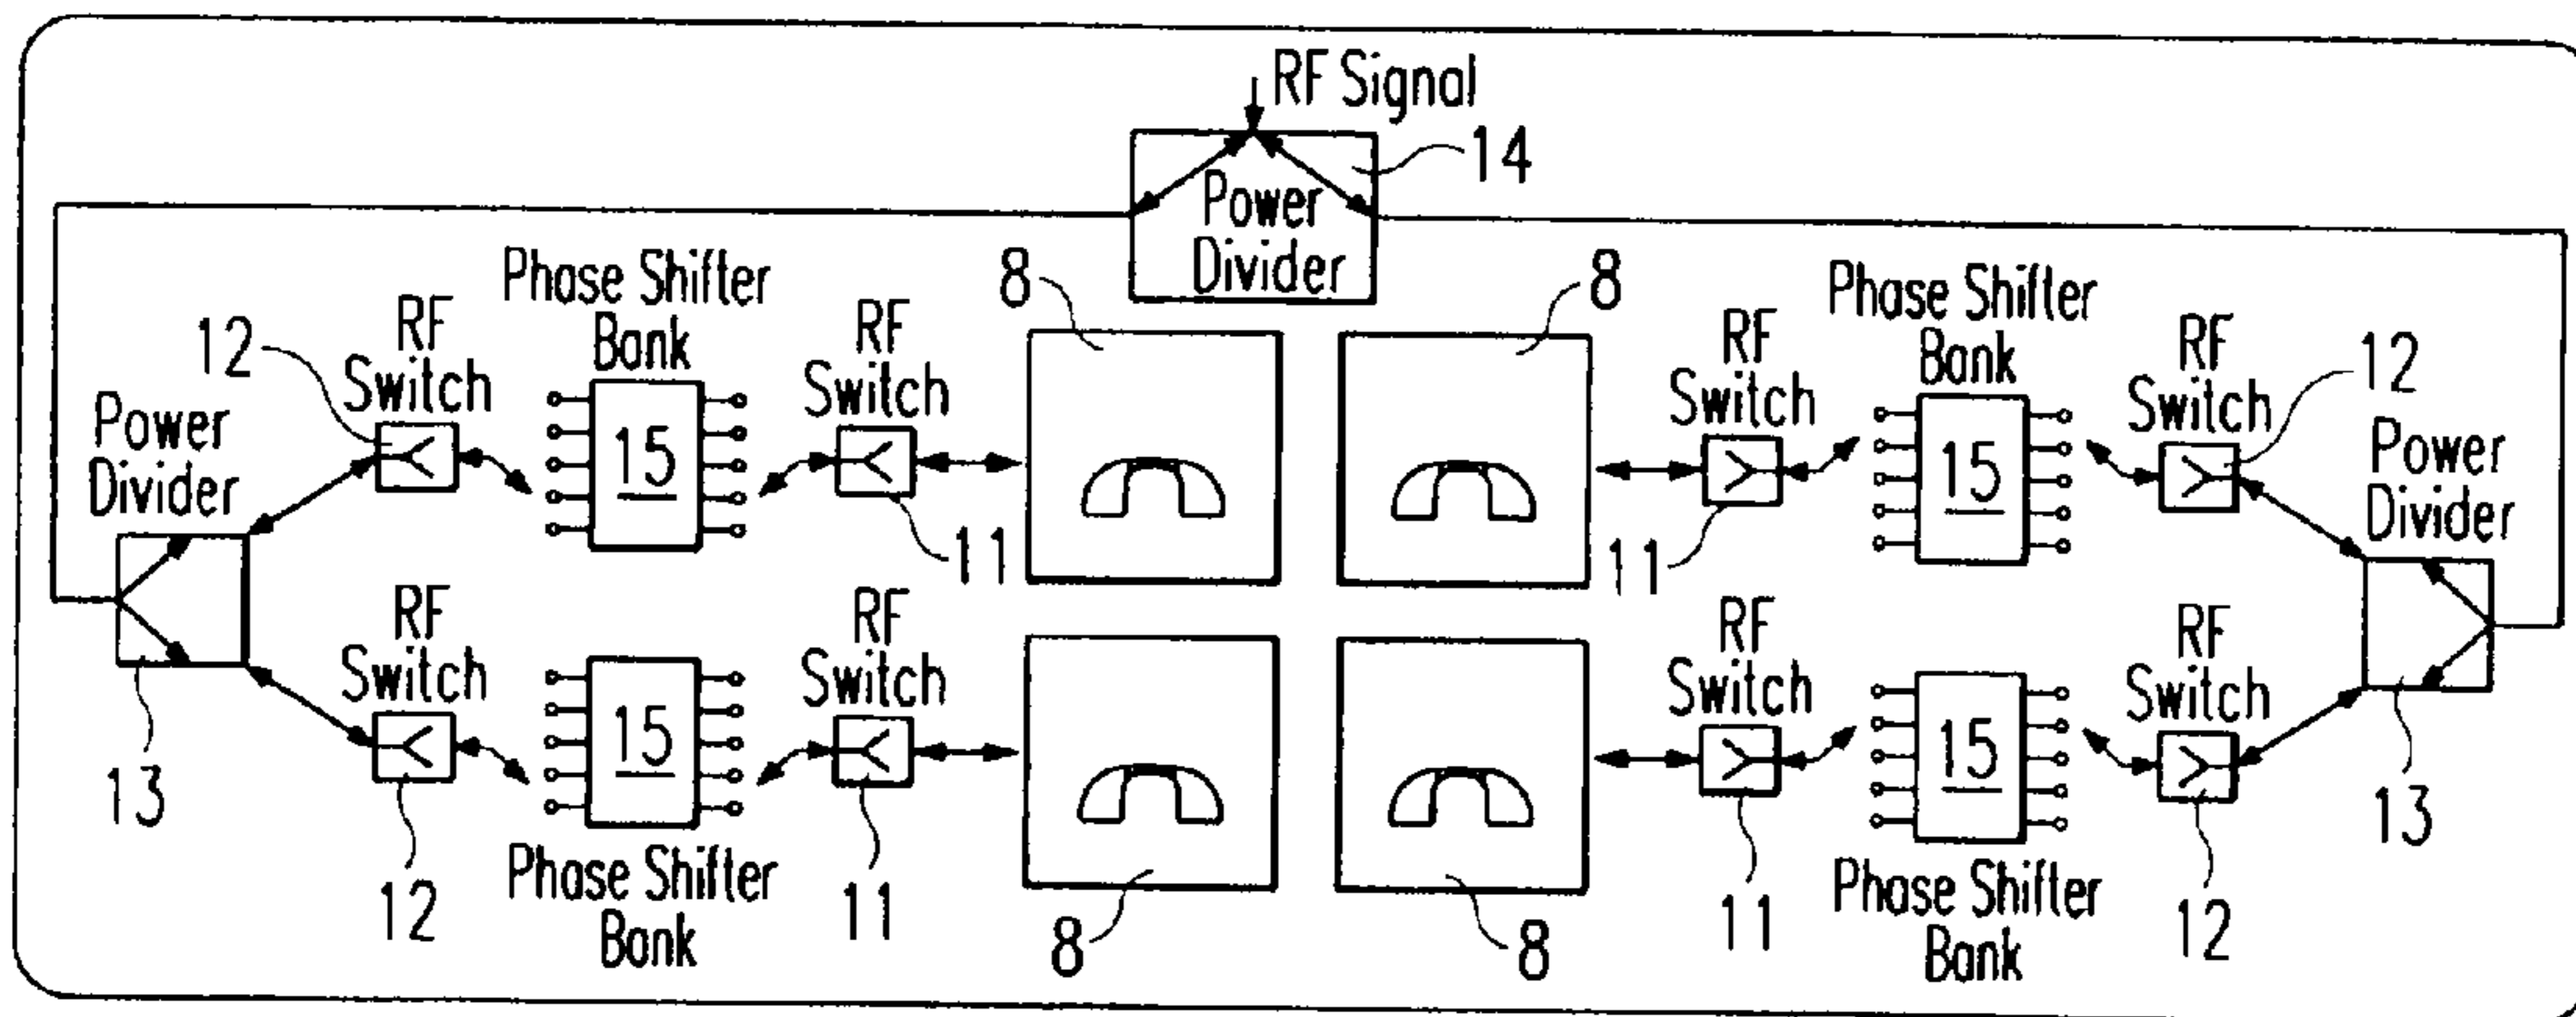 RF Signal
14
Power
Divider
8
8
Phase Shifter
Bank
Phase Shifter
Bank
12
RF
Switch
RF
Switch
RF
Switch
RF
Switch
12
Power
Divider
Power
Divider
15
15
11
11
RF
Switch
RF
Switch
RF
Switch
RF
Switch
15
15
13
13
12
Phase Shifter
Bank
11
8
8
11
Phase Shifter
Bank
12